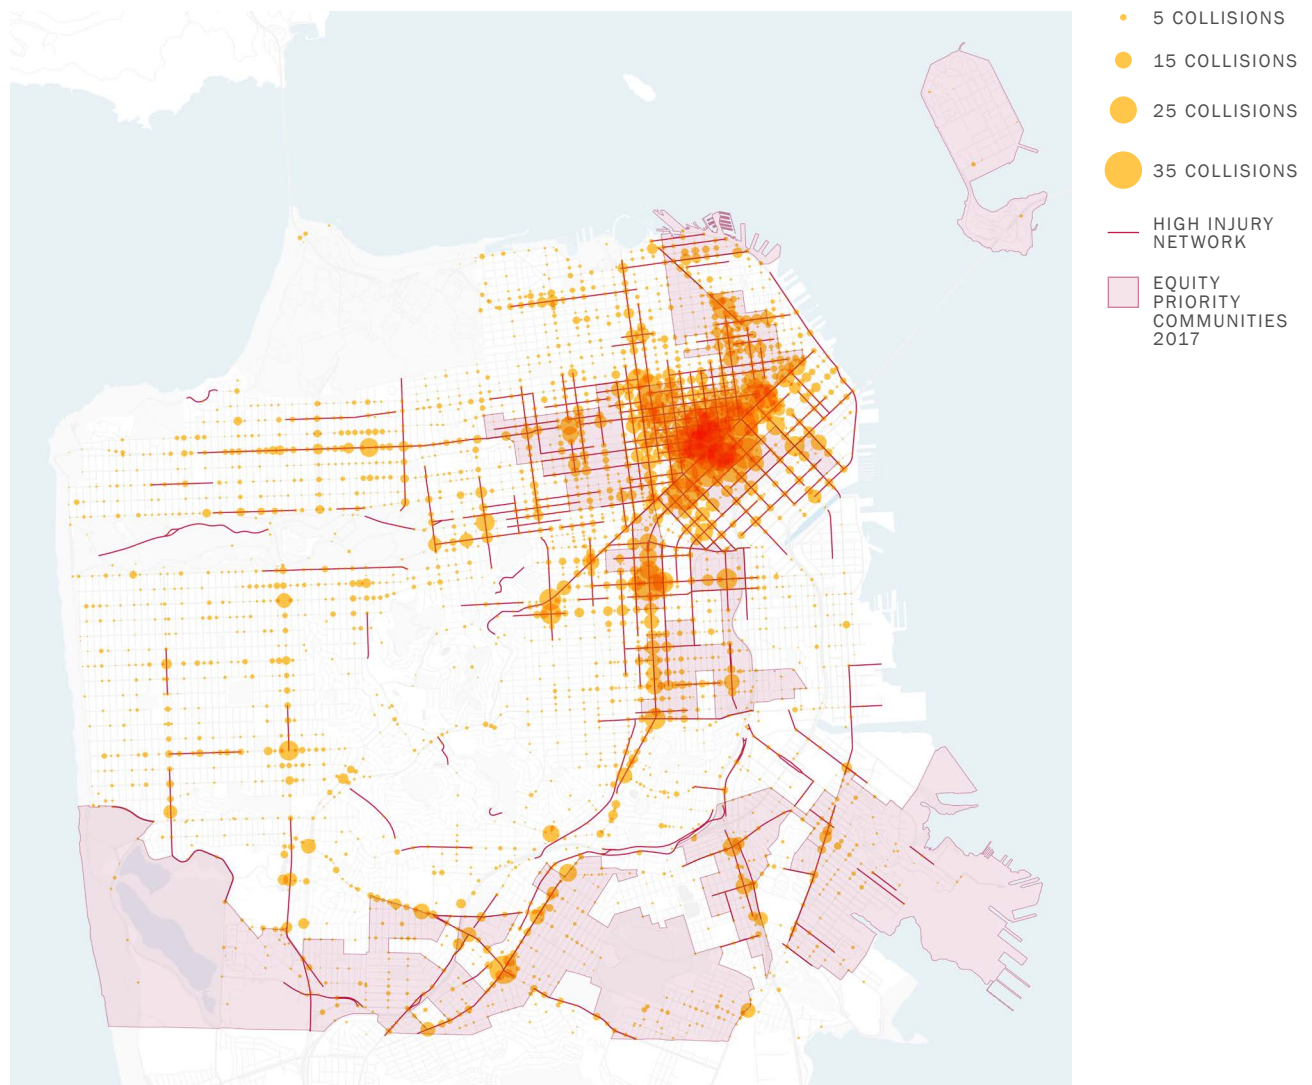 5 COLLISIONS
15 COLLISIONS
25 COLLISIONS
35 COLLISIONS
HIGH INJURY
NETWORK
EQUITY
PRIORITY
COMMUNITIES
2017